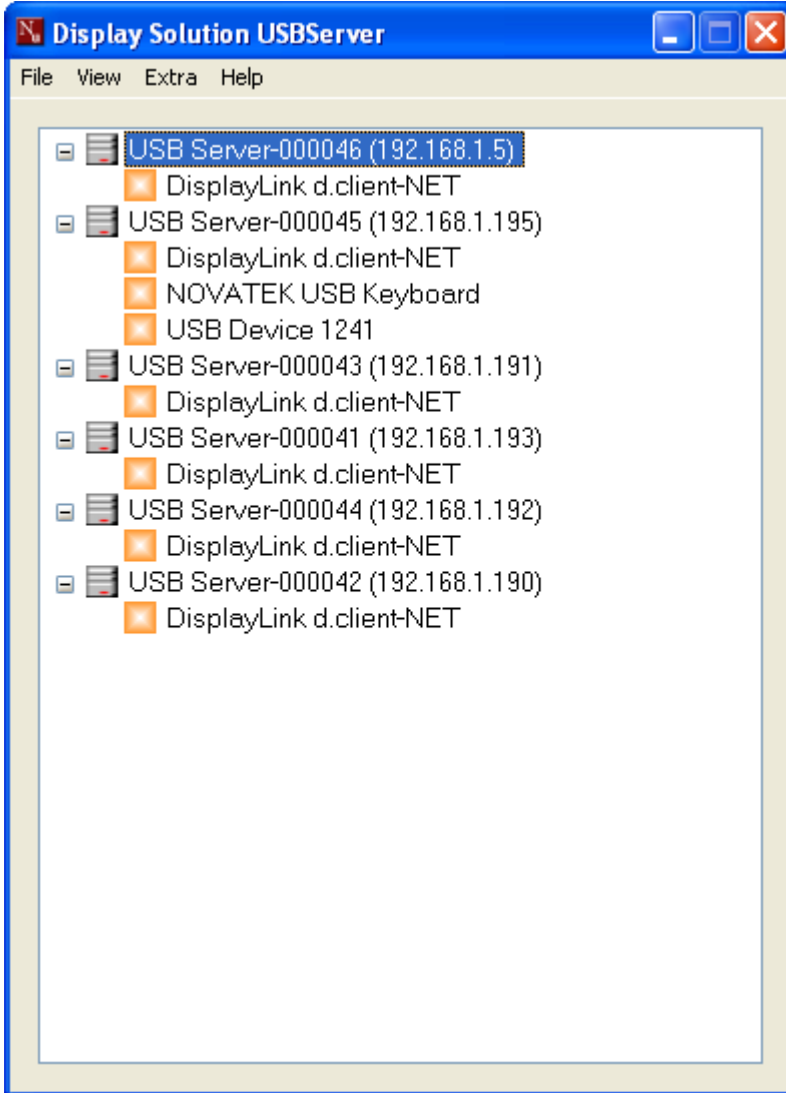 Display Solution USBServer
File View Extra Help
USB Server-000046 (192.168.1.5)
DisplayLink d.client-NET
USB Server-000045 (192.168.1.195)
DisplayLink d.client-NET
NOVATEK USB Keyboard
USB Device 1241
USB Server-000043 (192.168.1.191)
DisplayLink d.client-NET
USB Server-000041 (192.168.1.193)
DisplayLink d.client-NET
USB Server-000044 (192.168.1.192)
DisplayLink d.client-NET
USB Server-000042 (192.168.1.190)
DisplayLink d.client-NET